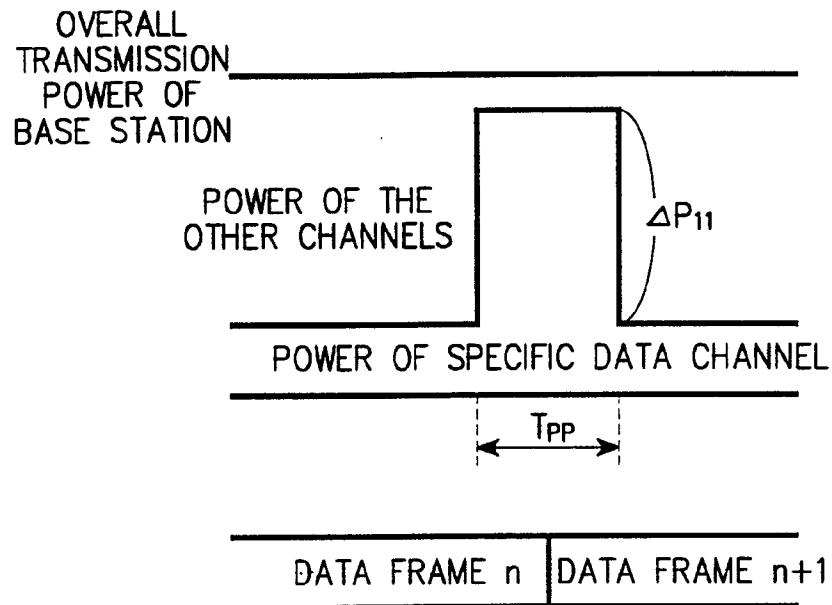 OVERALL
TRANSMISSION
POWER OF
BASE STATION
POWER OF THE
OTHER CHANNELS
ΔP11
POWER OF SPECIFIC DATA CHANNEL
TPP
DATA FRAME n
DATA FRAME n+1